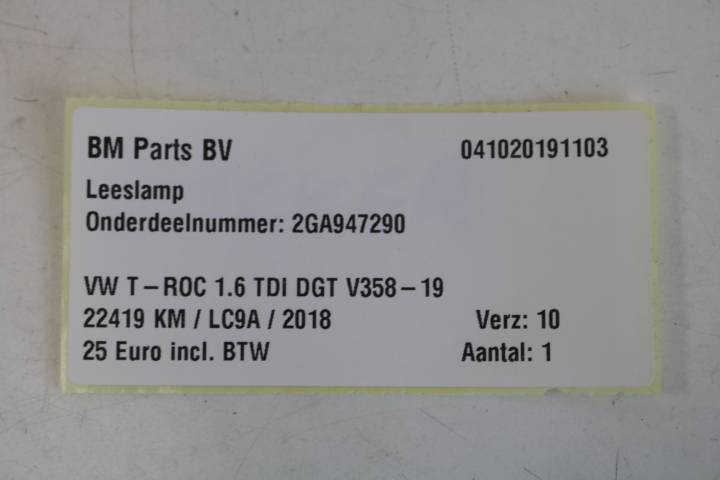 BM Parts BV 041020191103
Leeslamp
Onderdeelnummer: 2GA947290
VW T-ROC 1.6 TDI DGT V358-19
22419 KM / LC9A / 2018 Verz: 10
25 Euro incl. BTW Aantal: 1